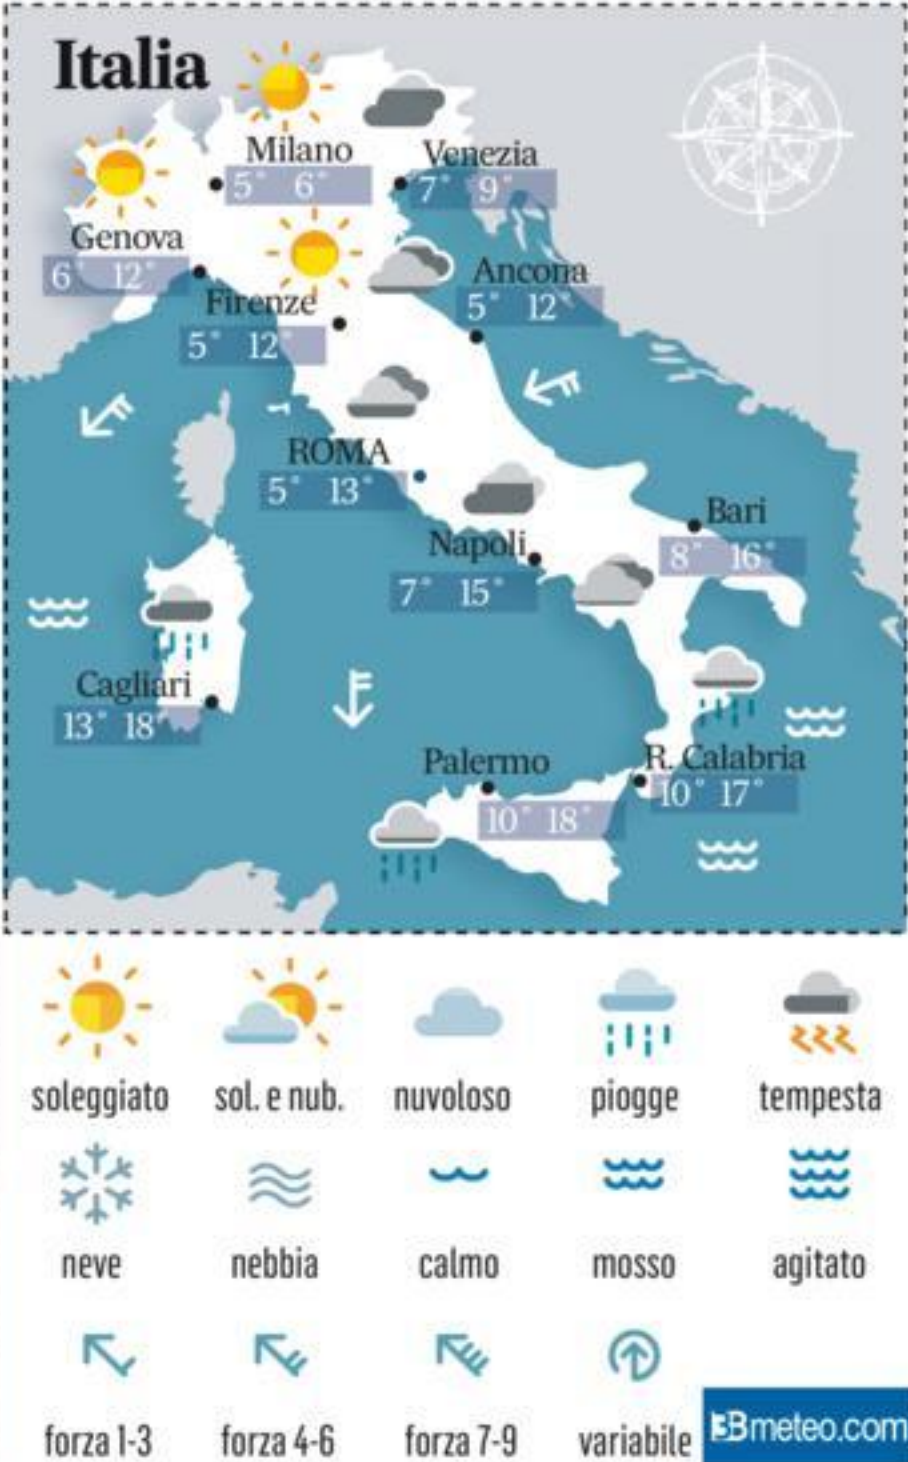 Italia
Milano
5° 6°
Venezia
7° 9°
Genova
6° 12°
Ancona
5° 12°
Firenze
5° 12°
ROMA
5° 13°
Bari
8° 16°
Napoli
7° 15°
Cagliari
13° 18°
Palermo
10° 18°
R. Calabria
10° 17°
soleggiato sol. e nub. nuvoloso piogge tempesta
neve nebbia calmo mosso agitato
forza 1-3 forza 4-6 forza 7-9 variabile
3Bmeteo.com